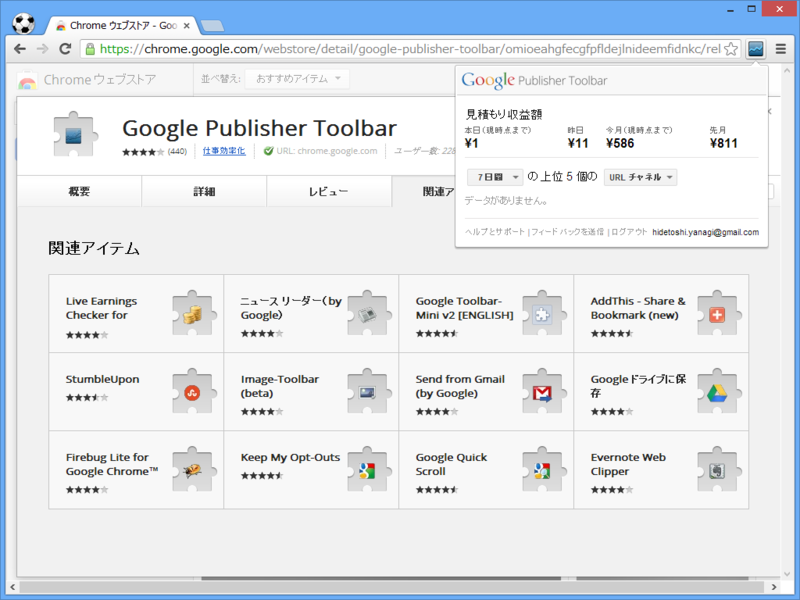 Chrome ウェブストア - Goo
https://chrome.google.com/webstore/detail/google-publisher-toolbar/omioeahgfecgfpfldejlnideemfidnkc/rel
Chrome ウェブストア
並べ替え:
おすすめアイテム
Google Publisher Toolbar
(440)
仕事効率化
URL: chrome.google.com
ユーザー数: 228
概要
詳細
レビュー
関連ア
Google Publisher Toolbar
見積もり収益額
本日(現時点まで)
昨日
今月(現時点まで)
先月
¥1
¥11
¥586
¥811
7日間 の上位 5 個の URL チャネル
データがありません。
ヘルプとサポート | フィードバックを送信 | ログアウト hidetoshi.yanagi@gmail.com
関連アイテム
Live Earnings
Checker for
ニュース リーダー（by
Google）
Google Toolbar-
Mini v2 [ENGLISH]
AddThis - Share &
Bookmark (new)
StumbleUpon
Image-Toolbar
(beta)
Send from Gmail
(by Google)
Google ドライブに保
存
Firebug Lite for
Google Chrome™
Keep My Opt-Outs
Google Quick
Scroll
Evernote Web
Clipper